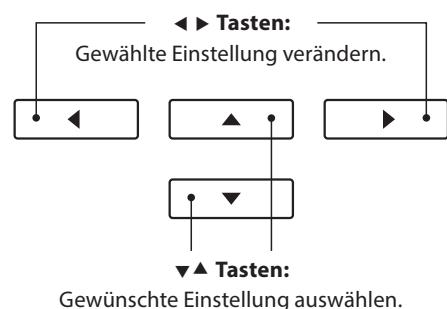 ◀ ▶ Tasten:
Gewählte Einstellung verändern.
◀
▲
▶
▼
▼▲ Tasten:
Gewünschte Einstellung auswählen.